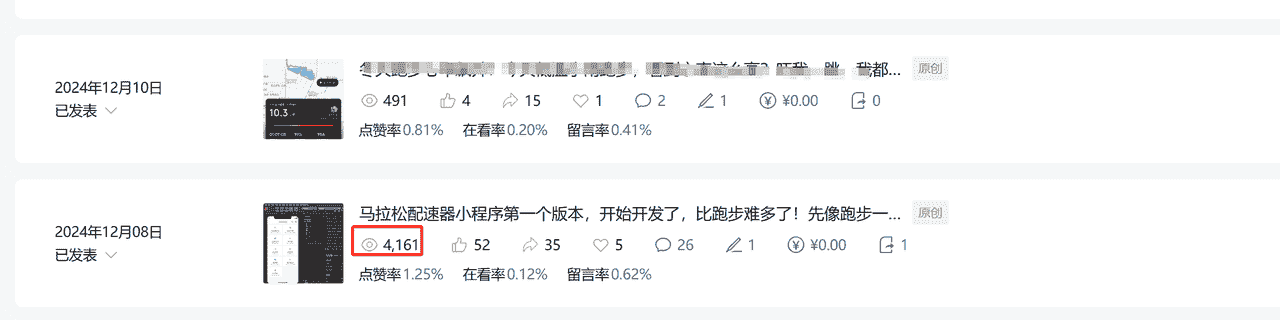 2024年12月10日
已发表
10.3
我都... 原创
491 4 15 1 2 1 ¥0.00 0
点赞率0.81% 在看率0.20% 留言率0.41%
2024年12月08日
已发表
马拉松配速器小程序第一个版本，开始开发了，比跑步难多了！先像跑步一... 原创
4,161 52 35 5 26 1 ¥0.00 1
点赞率1.25% 在看率0.12% 留言率0.62%